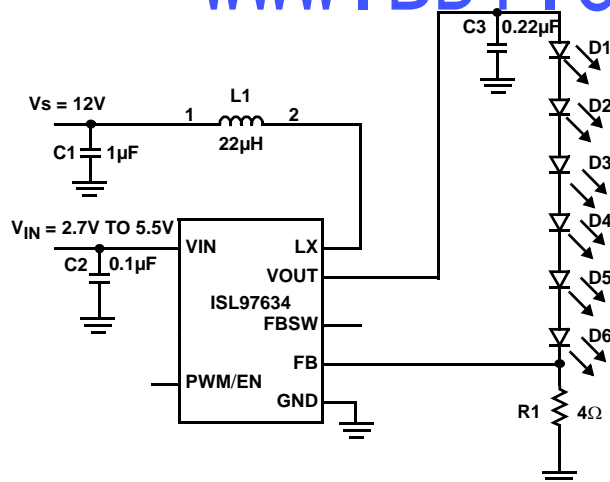 C3 0.22µF
D1
Vs = 12V
L1
1 2
D2
C1 1µF
22µH
D3
VIN = 2.7V TO 5.5V
D4
VIN LX
C2 0.1µF
VOUT
D5
ISL97634
FBSW
D6
FB
PWM/EN
GND
R1 4Ω